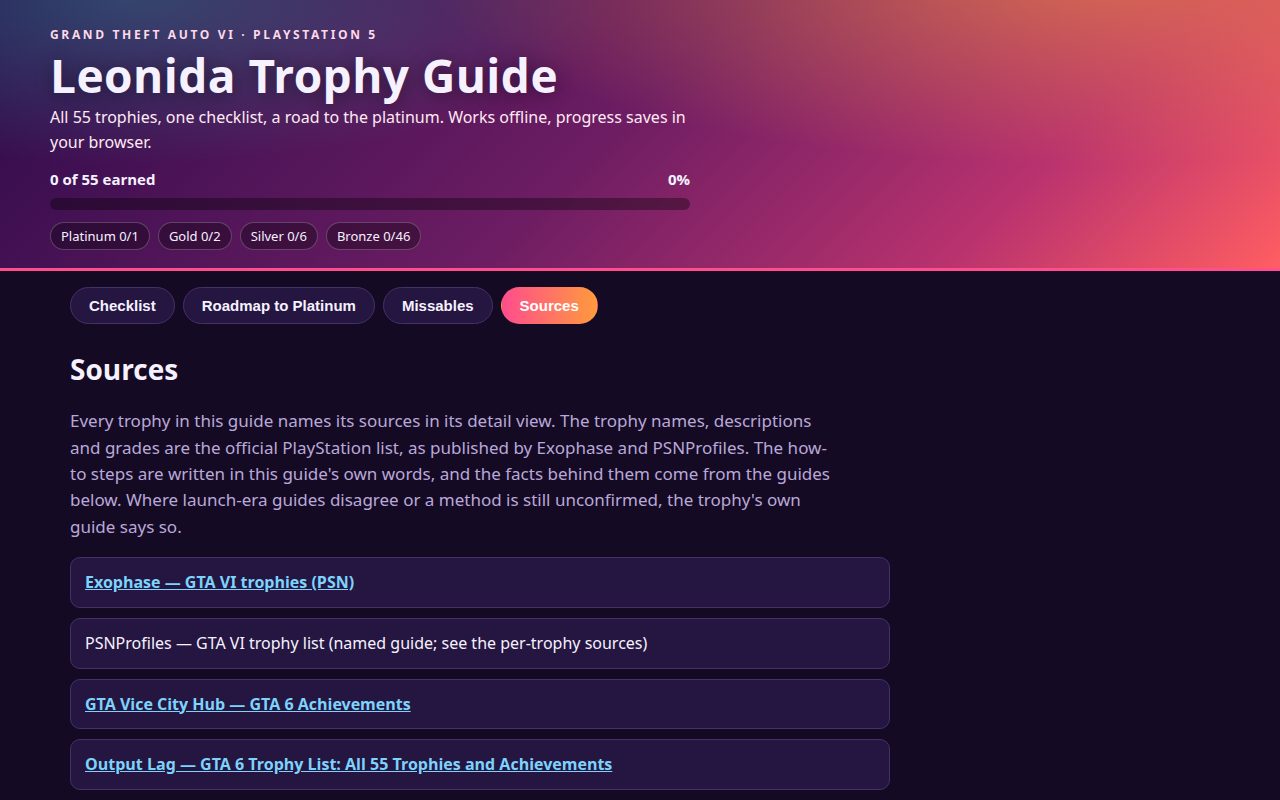 GRAND THEFT AUTO VI · PLAYSTATION 5
Leonida Trophy Guide
All 55 trophies, one checklist, a road to the platinum. Works offline, progress saves in
your browser.
0 of 55 earned 0%
Platinum 0/1 Gold 0/2 Silver 0/6 Bronze 0/46
Checklist Roadmap to Platinum Missables Sources
Sources
Every trophy in this guide names its sources in its detail view. The trophy names, descriptions
and grades are the official PlayStation list, as published by Exophase and PSNProfiles. The how-
to steps are written in this guide's own words, and the facts behind them come from the guides
below. Where launch-era guides disagree or a method is still unconfirmed, the trophy's own
guide says so.
Exophase — GTA VI trophies (PSN)
PSNProfiles — GTA VI trophy list (named guide; see the per-trophy sources)
GTA Vice City Hub — GTA 6 Achievements
Output Lag — GTA 6 Trophy List: All 55 Trophies and Achievements